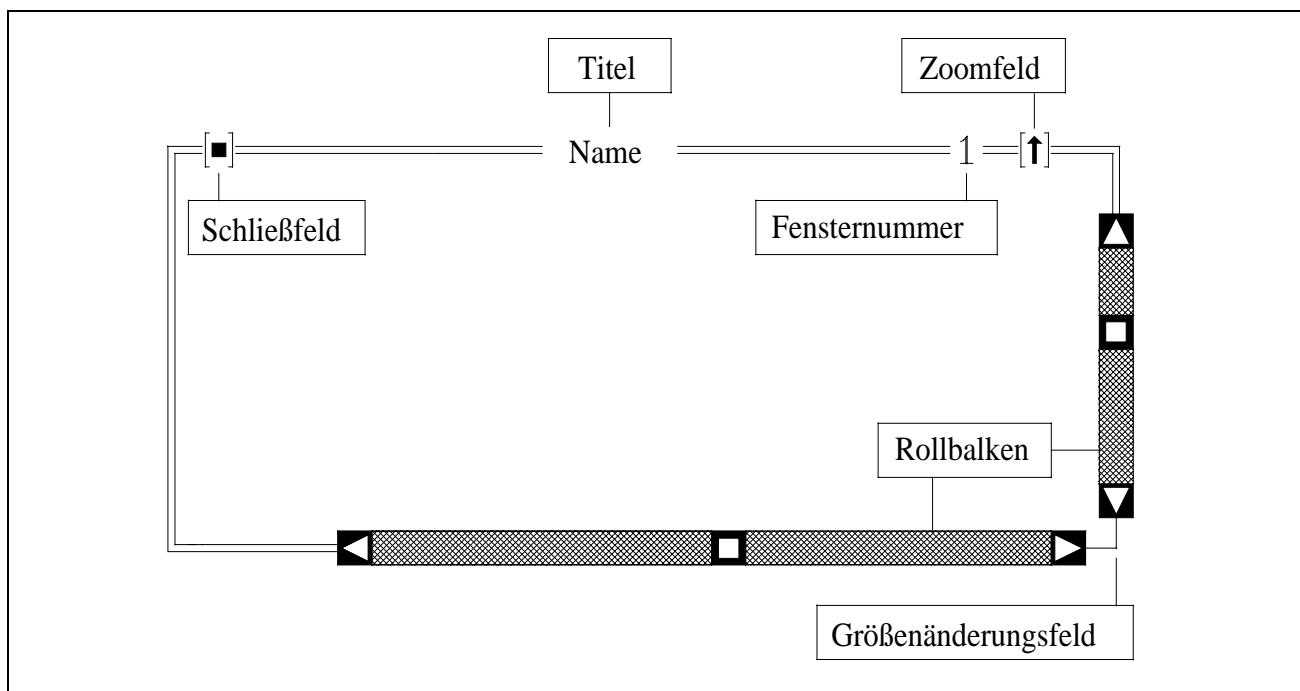 Titel
Zoomfeld
[■] Name 1 [↑]
Schließfeld
Fensternummer
Rollbalken
Größenänderungsfeld